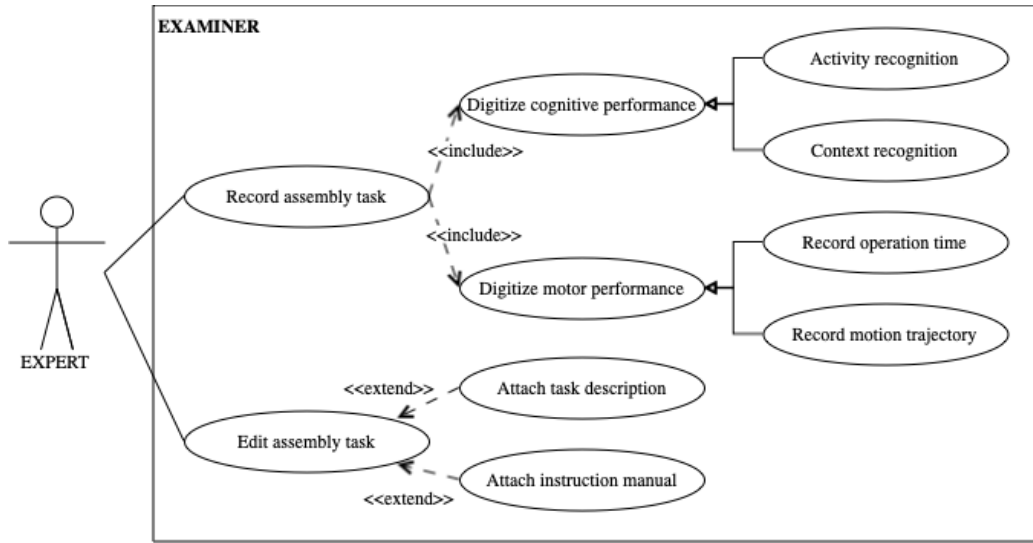 EXAMINER
Activity recognition
Digitize cognitive performance
<<include>>
Context recognition
Record assembly task
<<include>>
Record operation time
Digitize motor performance
Record motion trajectory
EXPERT
<<extend>>
Attach task description
Edit assembly task
Attach instruction manual
<<extend>>